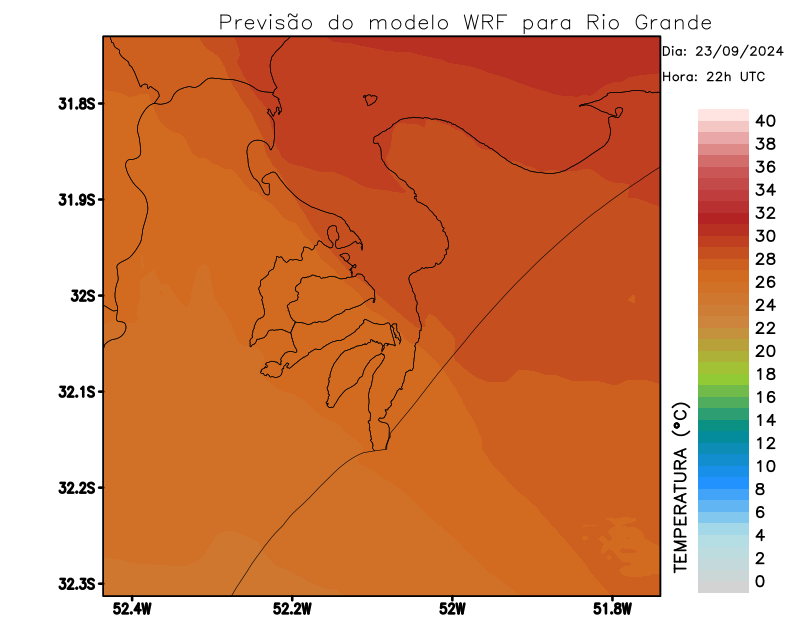 Previsão do modelo WRF para Rio Grande
Dia: 23/09/2024
Hora: 22h UTC
31.8S
31.9S
32S
32.1S
32.2S
32.3S
52.4W
52.2W
52W
51.8W
TEMPERATURA (°C)
40
38
36
34
32
30
28
26
24
22
20
18
16
14
12
10
8
6
4
2
0